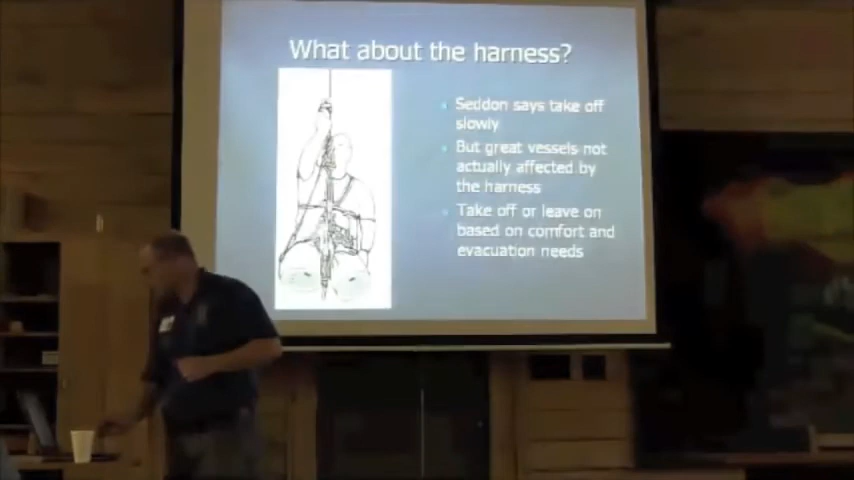 What about the harness?
Seddon says take off
slowly
But great vessels not
actually affected by
the harness
Take off or leave on
based on comfort and
evacuation needs